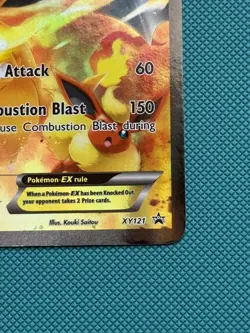 Attack 60
bustion Blast 150
use Combustion Blast during
Pokémon-EX rule
When a Pokémon-EX has been Knocked Out,
your opponent takes 2 Prize cards.
Illus. Kouki Saitou XY121